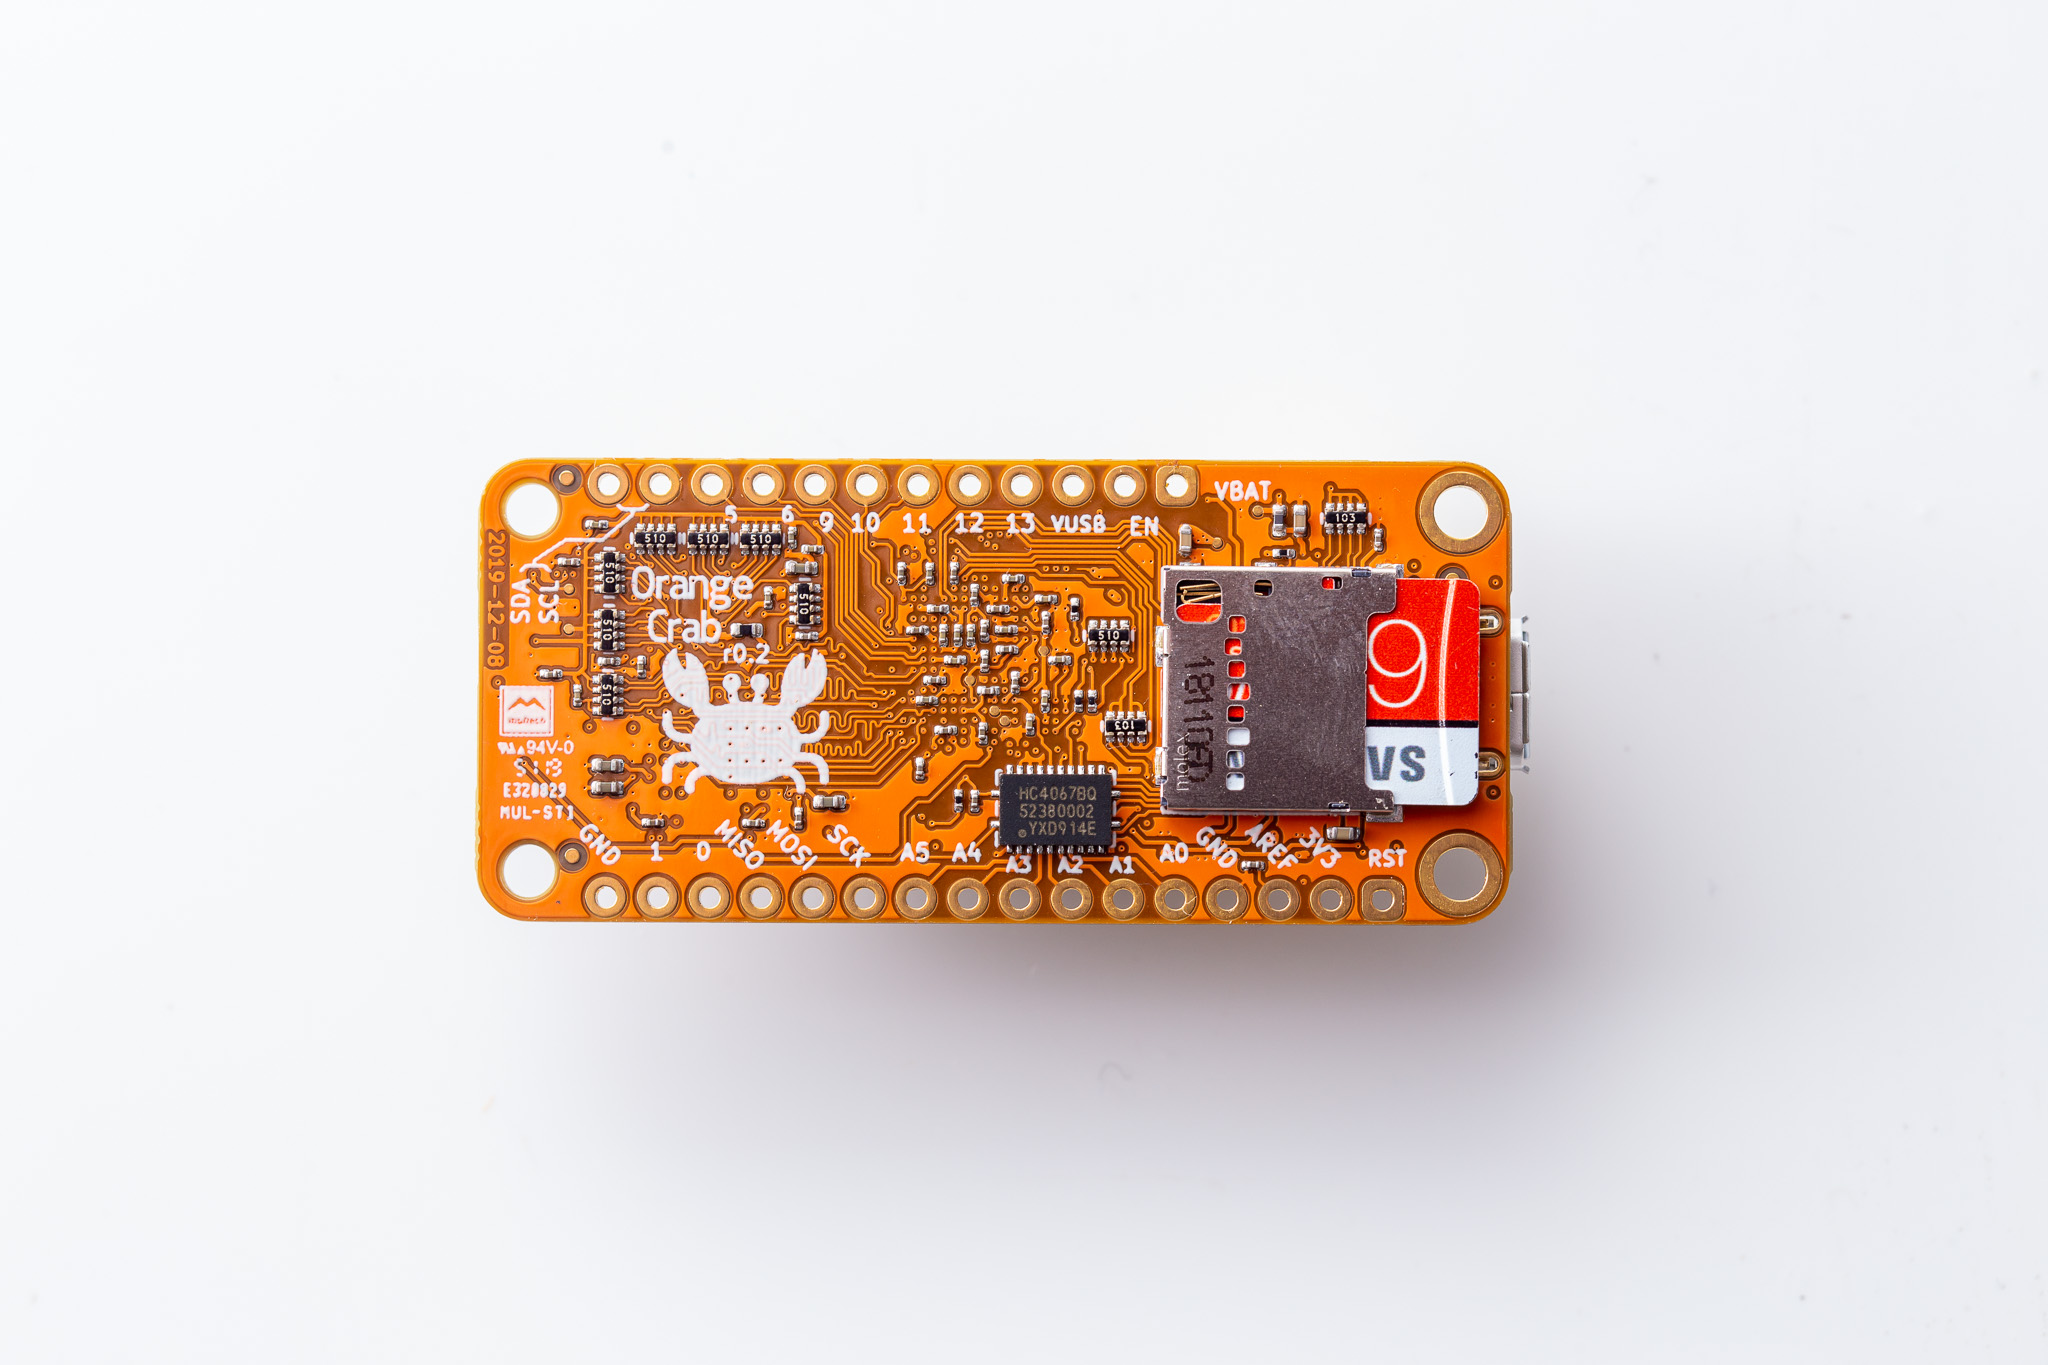 VBAT
5 6 9 10 11 12 13 VUSB EN
103
510 510 510
510
510
510
510
510
103
SDA
SCL
2019-12-08
Orange
Crab
r0.2
94V-0
E320829
MUL-ST1
HC4067BQ
52380002
YXD914E
181106D
molex
9
VS
GND 1 0 MISO MOSI SCK A5 A4 A3 A2 A1 A0 GND AREF 3V3 RST